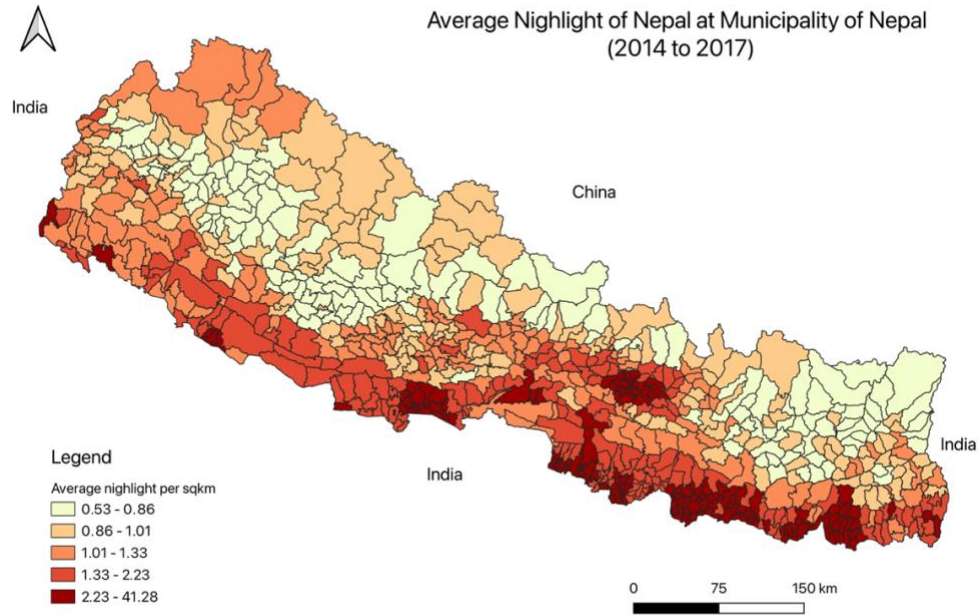 Average Nighlight of Nepal at Municipality of Nepal
(2014 to 2017)
India
China
India
India
Legend
Average nighlight per sqkm
0.53 - 0.86
0.86 - 1.01
1.01 - 1.33
1.33 - 2.23
2.23 - 41.28
0 75 150 km